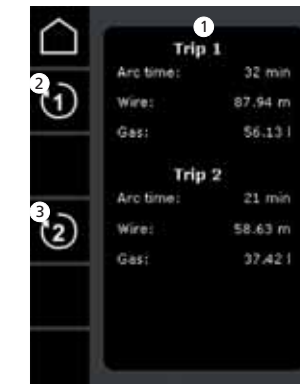 1
Trip 1
Arc time: 32 min
2
1
Wire: 87.94 m
Gas: 56.13 l
Trip 2
Arc time: 21 min
3
2
Wire: 58.63 m
Gas: 37.42 l